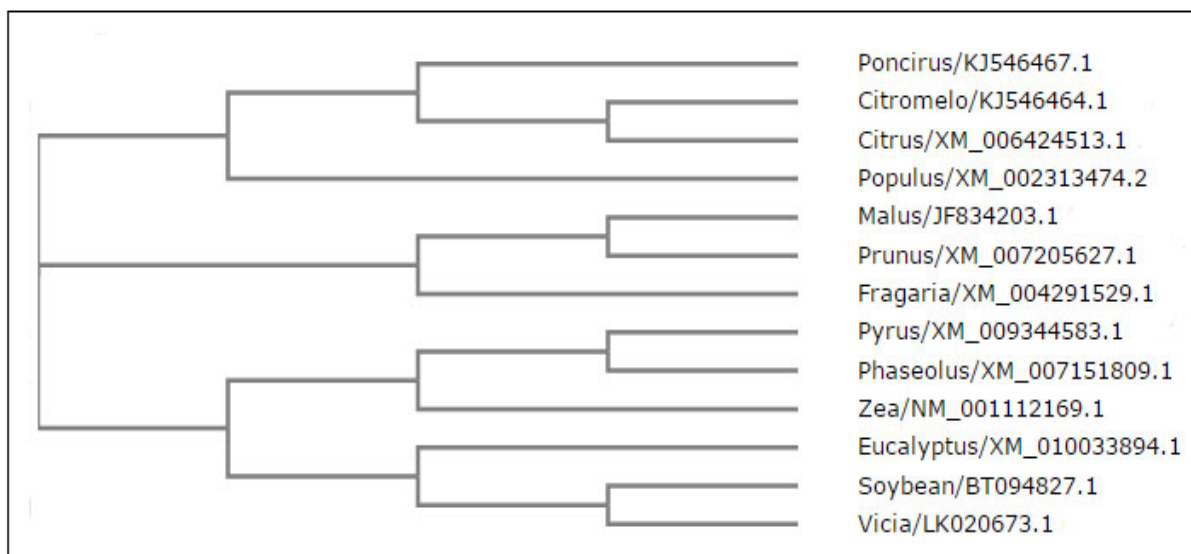 Poncirus/KJ546467.1
Citromelo/KJ546464.1
Citrus/XM_006424513.1
Populus/XM_002313474.2
Malus/JF834203.1
Prunus/XM_007205627.1
Fragaria/XM_004291529.1
Pyrus/XM_009344583.1
Phaseolus/XM_007151809.1
Zea/NM_001112169.1
Eucalyptus/XM_010033894.1
Soybean/BT094827.1
Vicia/LK020673.1